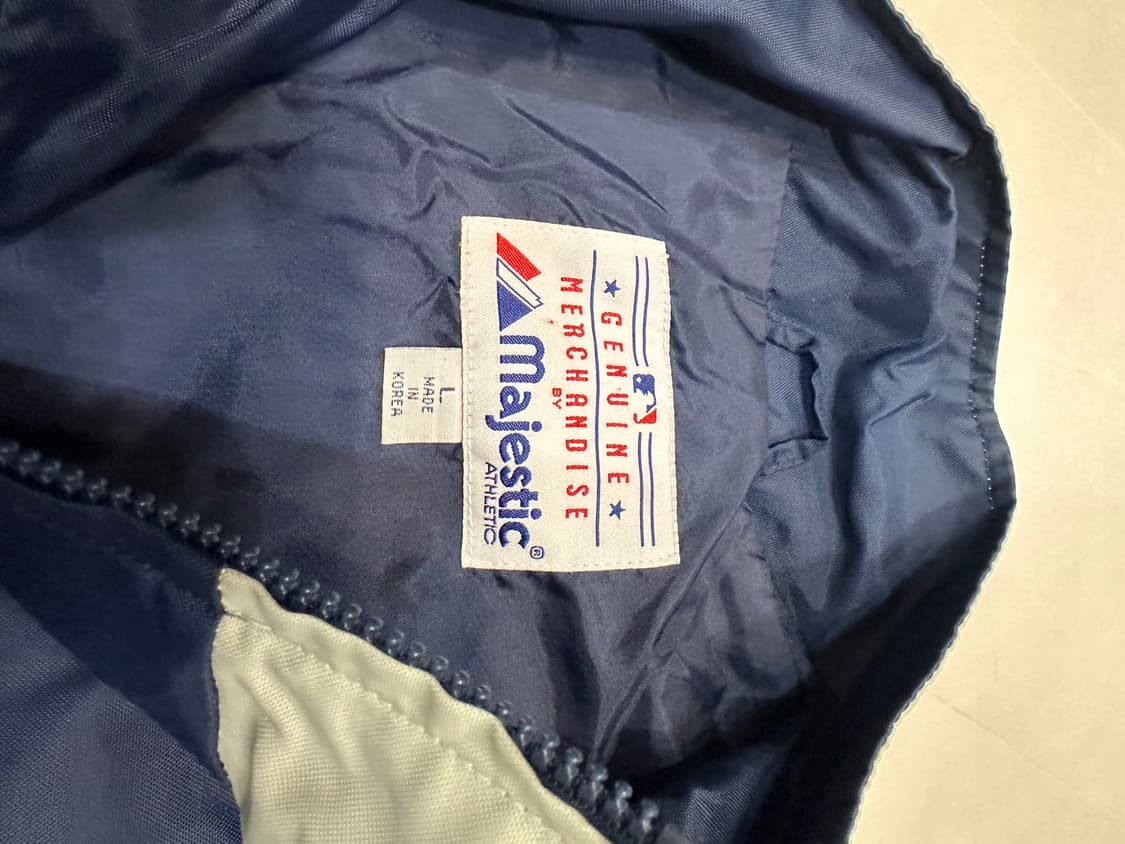 GENUINE
MERCHANDISE
BY
Majestic®
ATHLETIC
L
MADE
IN
KOREA